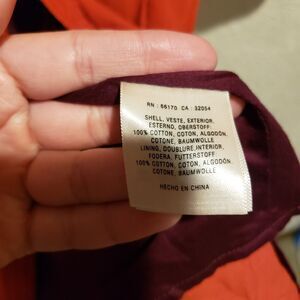 RN : 66170 CA : 32054
SHELL, VESTE, EXTERIOR,
ESTERNO, OBERSTOFF:
100% COTTON, COTON, ALGODÓN,
COTONE, BAUMWOLLE
LINING, DOUBLURE, INTERIOR,
FODERA, FUTTERSTOFF:
100% COTTON, COTON, ALGODÓN,
COTONE, BAUMWOLLE
HECHO EN CHINA